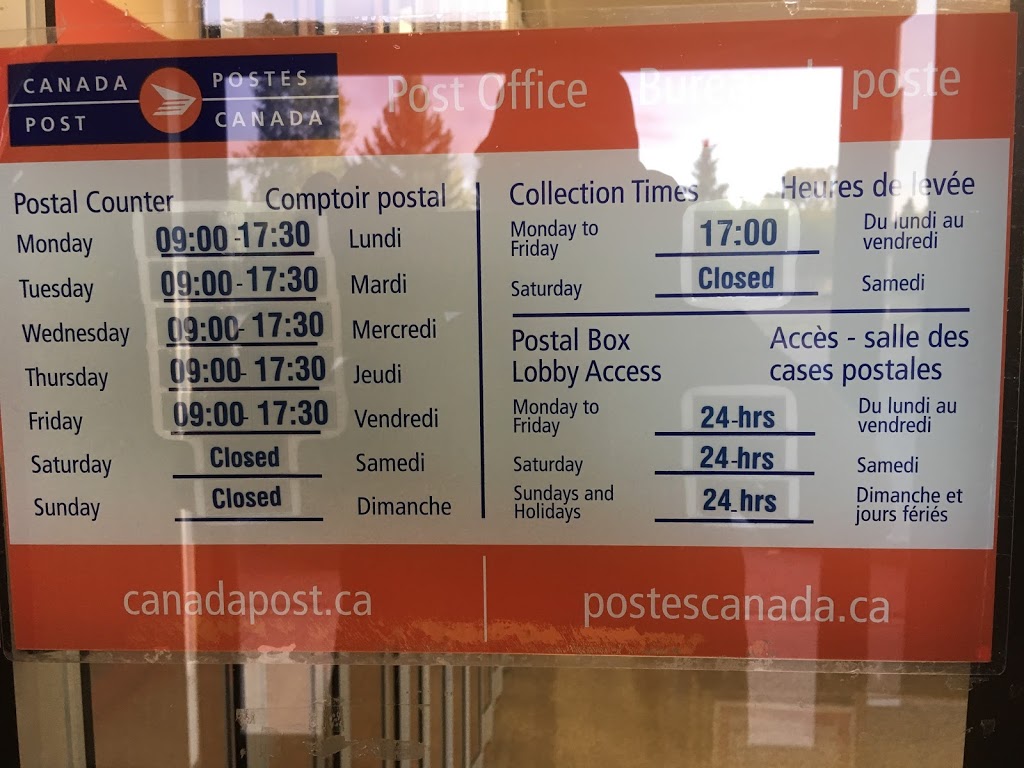 CANADA POSTES
POST CANADA
Post Office
poste
Postal Counter Comptoir postal
Monday 09:00-17:30 Lundi
Tuesday 09:00-17:30 Mardi
Wednesday 09:00-17:30 Mercredi
Thursday 09:00-17:30 Jeudi
Friday 09:00-17:30 Vendredi
Saturday Closed Samedi
Sunday Closed Dimanche
Collection Times Heures de levée
Monday to
Friday 17:00 Du lundi au
vendredi
Saturday Closed Samedi
Postal Box Accès - salle des
Lobby Access cases postales
Monday to
Friday 24-hrs Du lundi au
vendredi
Saturday 24-hrs Samedi
Sundays and
Holidays 24-hrs Dimanche et
jours fériés
canadapost.ca
postescanada.ca